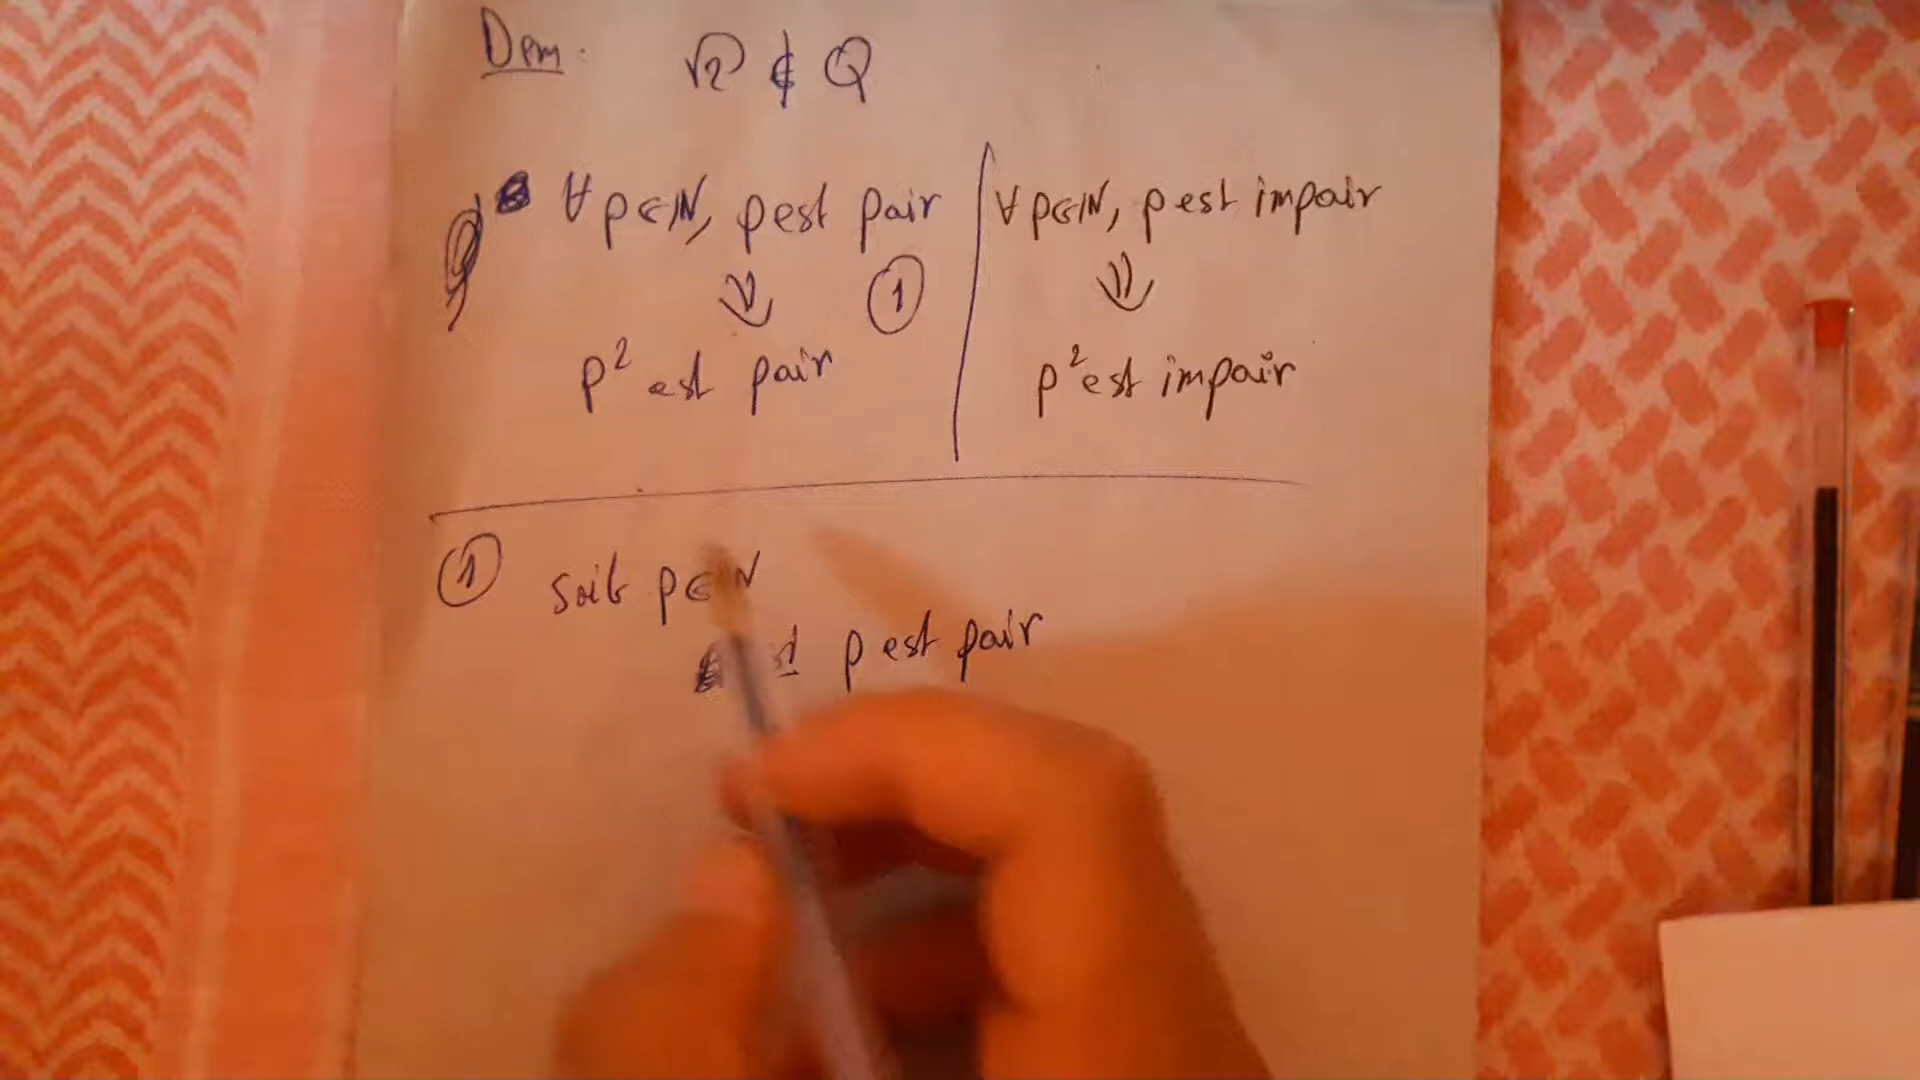 Dem: √2 ∉ Q
∀ p ∈ ℕ, p est pair
⇓ ①
p² est pair
∀ p ∈ ℕ, p est impair
⇓
p² est impair
① soit p ∈ ℕ
p est pair